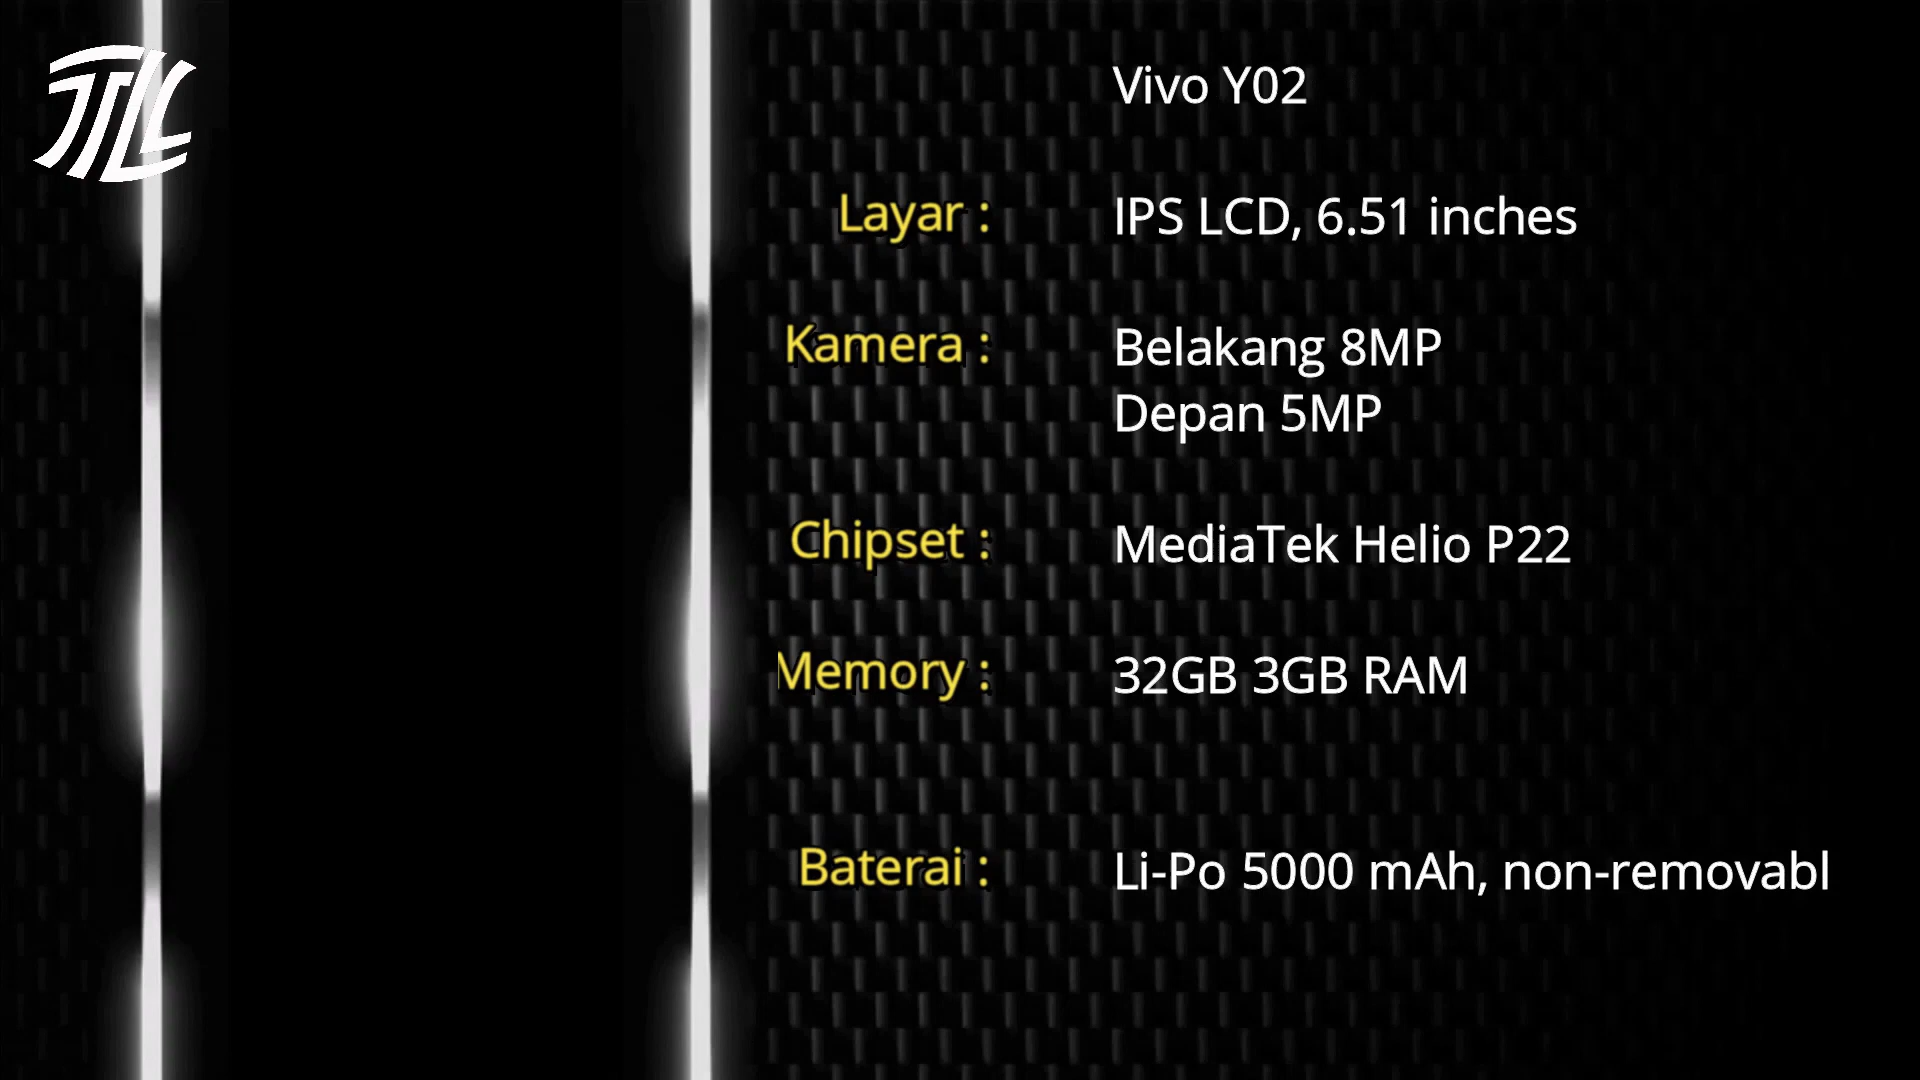 Vivo Y02
Layar : IPS LCD, 6.51 inches
Kamera : Belakang 8MP
Depan 5MP
Chipset : MediaTek Helio P22
Memory : 32GB 3GB RAM
Baterai : Li-Po 5000 mAh, non-removabl